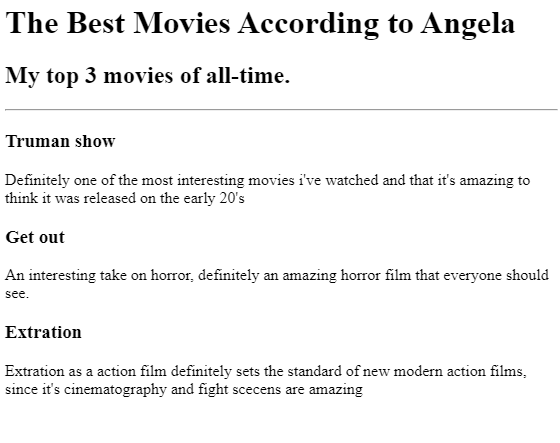 The Best Movies According to Angela
My top 3 movies of all-time.
Truman show
Definitely one of the most interesting movies i've watched and that it's amazing to
think it was released on the early 20's
Get out
An interesting take on horror, definitely an amazing horror film that everyone should
see.
Extration
Extration as a action film definitely sets the standard of new modern action films,
since it's cinematography and fight scecens are amazing